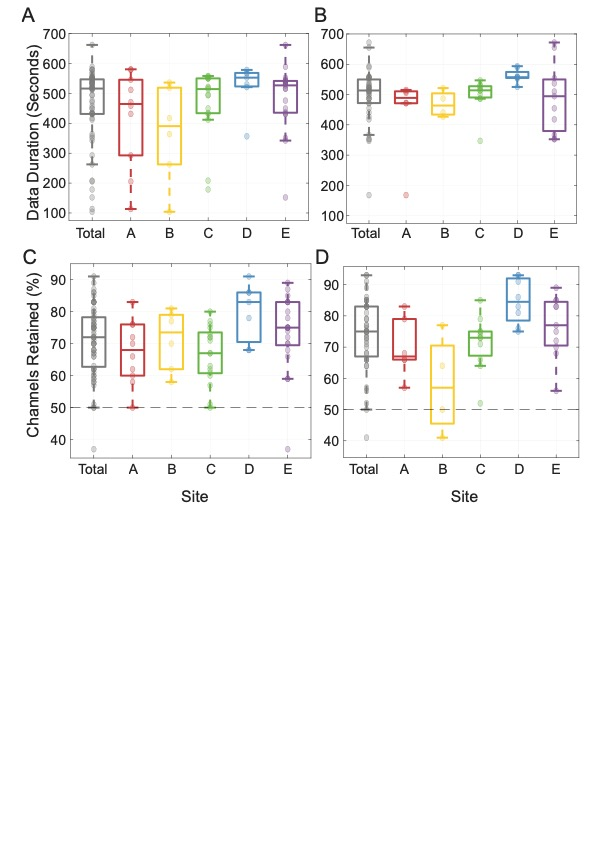 A
B
Data Duration (Seconds)
700
600
500
400
300
200
100
Total A B C D E
700
600
500
400
300
200
100
Total A B C D E
C
D
Channels Retained (%)
90
80
70
60
50
40
Total A B C D E
Site
90
80
70
60
50
40
Total A B C D E
Site